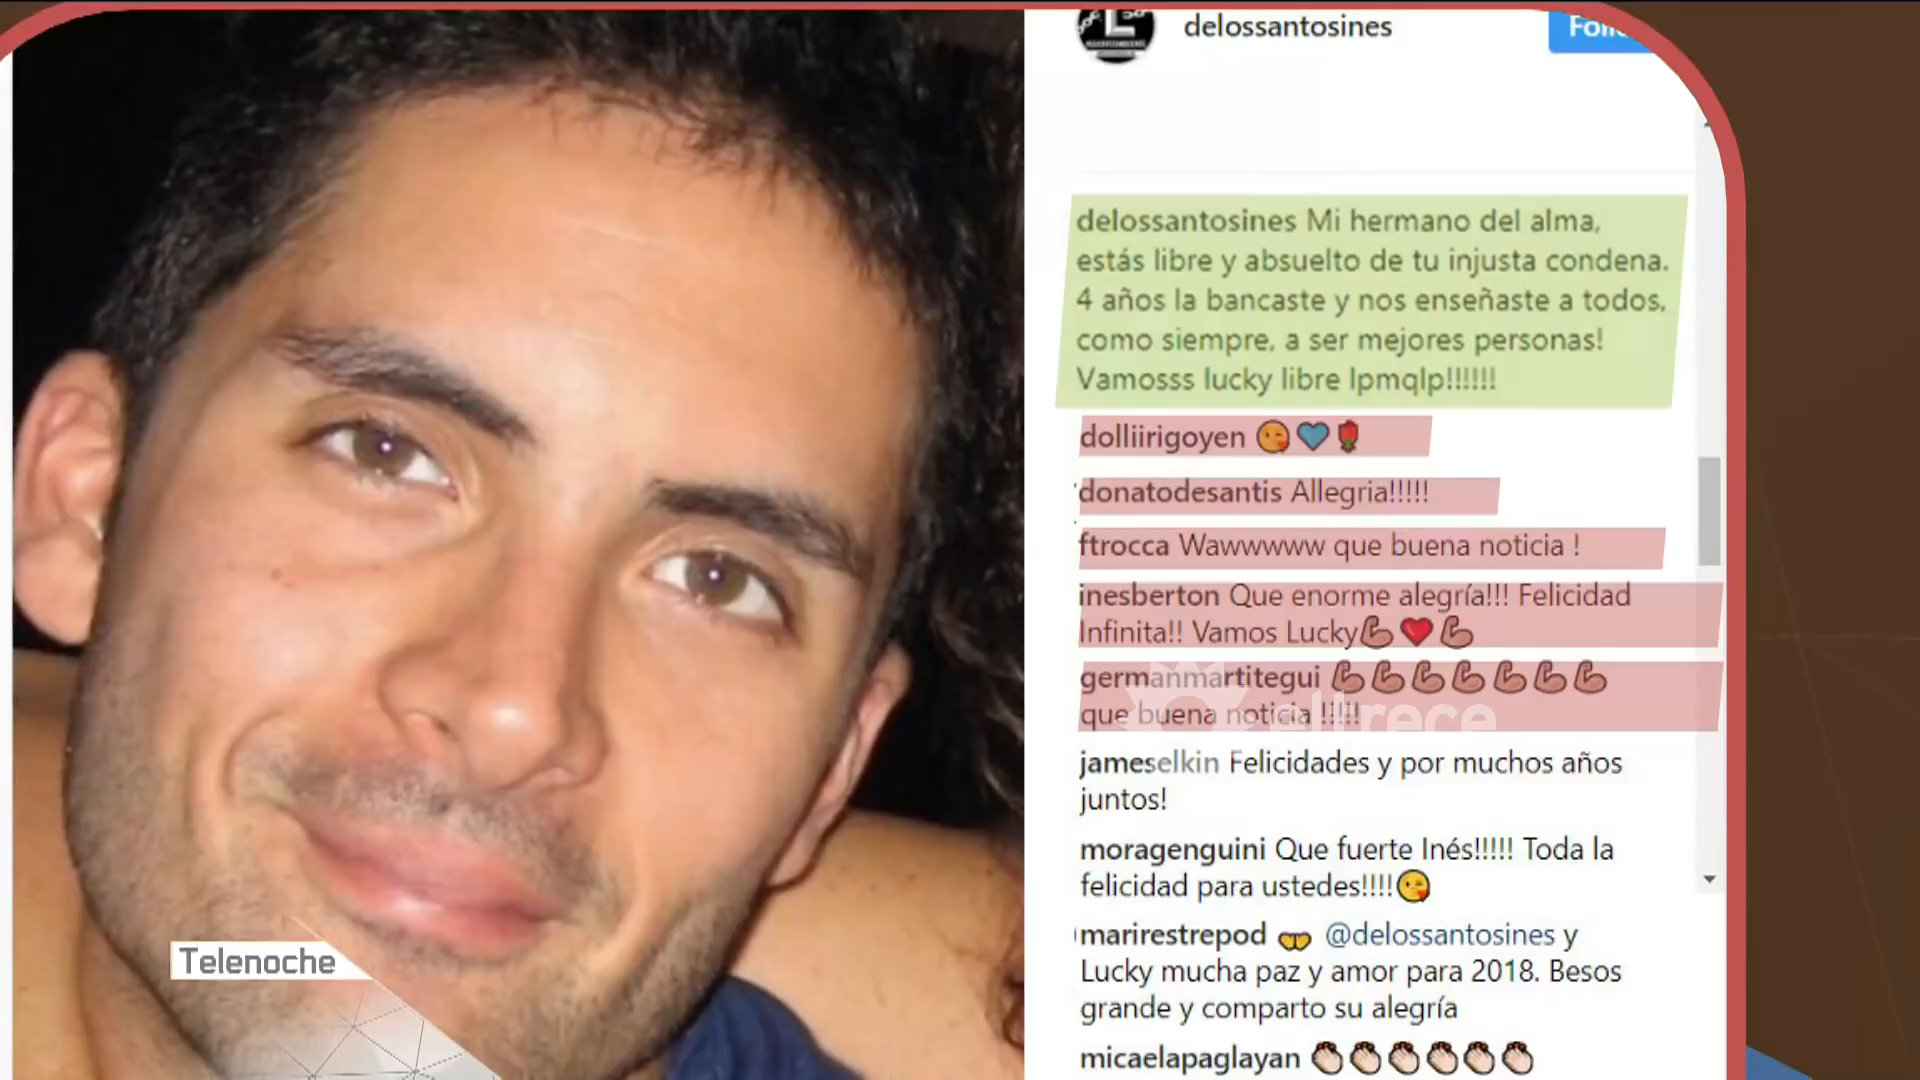 delossantosines
delossantosines Mi hermano del alma,
estás libre y absuelto de tu injusta condena.
4 años la bancaste y nos enseñaste a todos,
como siempre, a ser mejores personas!
Vamosss lucky libre lpmqlp!!!!!!
dolliirigoyen 😘💙🌹
donatodesantis Allegria!!!!!
ftrocca Wawwwww que buena noticia !
inesberton Que enorme alegría!!! Felicidad
Infinita!! Vamos Lucky💪❤️💪
germanmartitegui 💪💪💪💪💪💪💪
que buena noticia !!!!!
eltrece
jameselkin Felicidades y por muchos años
juntos!
moragenguini Que fuerte Inés!!!!! Toda la
felicidad para ustedes!!!!😘
marirestrepod 👐 @delossantosines y
Lucky mucha paz y amor para 2018. Besos
grande y comparto su alegría
micaelapaglayan 👏👏👏👏👏👏
Telenoche